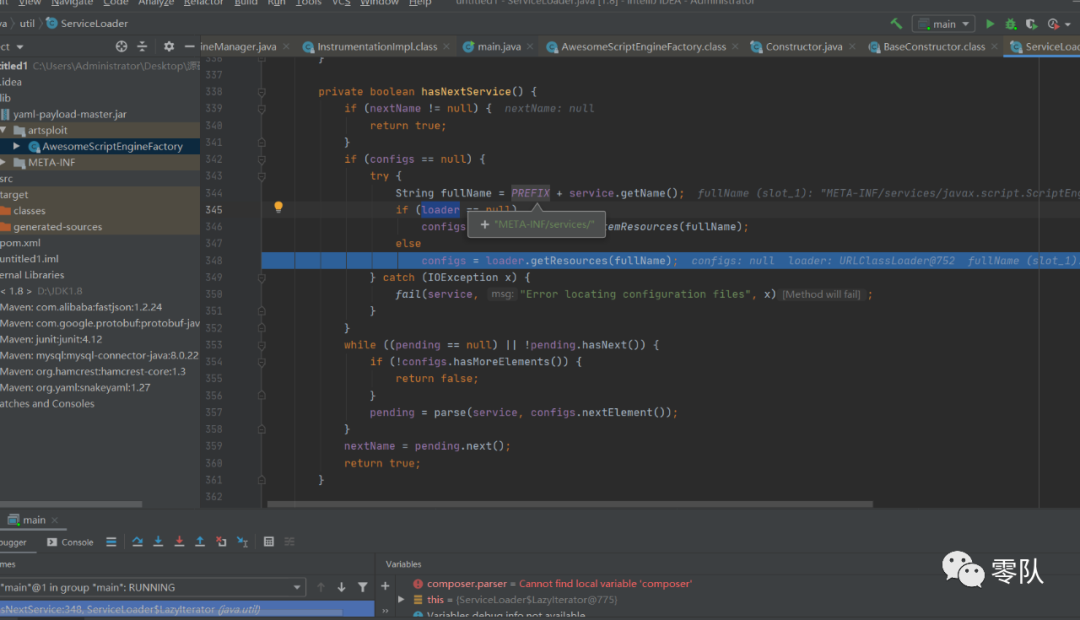 View Navigate Code Analyze Refactor Build Run Tools VCS Window Help untitled1 - ServiceLoader.java [1.8] - IntelliJ IDEA - Administrator
util ServiceLoader
main
ineManager.java InstrumentationImpl.class main.java AwesomeScriptEngineFactory.class Constructor.java BaseConstructor.class ServiceLoad
titled1 C:\Users\Administrator\Desktop\
.idea
lib
yaml-payload-master.jar
artsploit
AwesomeScriptEngineFactory
META-INF
src
target
classes
generated-sources
pom.xml
untitled1.iml
ernal Libraries
< 1.8 > D:\JDK1.8
Maven: com.alibaba:fastjson:1.2.24
Maven: com.google.protobuf:protobuf-jav
Maven: junit:junit:4.12
Maven: mysql:mysql-connector-java:8.0.22
Maven: org.hamcrest:hamcrest-core:1.3
Maven: org.yaml:snakeyaml:1.27
atches and Consoles
336 }
337
338 private boolean hasNextService() {
339 if (nextName != null) { nextName: null
340 return true;
341 }
342 if (configs == null) {
343 try {
344 String fullName = PREFIX + service.getName(); fullName (slot_1): "META-INF/services/javax.script.ScriptEng
345 if (loader == null)
+ "META-INF/services/"
346 configs emResources(fullName);
347 else
348 configs = loader.getResources(fullName); configs: null loader: URLClassLoader@752 fullName (slot_1):
349 } catch (IOException x) {
350 fail(service, msg: "Error locating configuration files", x) [Method will fail] ;
351 }
352 }
353 while ((pending == null) || !pending.hasNext()) {
354 if (!configs.hasMoreElements()) {
355 return false;
356 }
357 pending = parse(service, configs.nextElement());
358 }
359 nextName = pending.next();
360 return true;
361 }
362
main
bugger Console
mes
Variables
"main"@1 in group "main": RUNNING
sNextService:348, ServiceLoader$LazyIterator (java.util)
composer.parser = Cannot find local variable 'composer'
this = {ServiceLoader$LazyIterator@775}
Variables debug info not available
零队